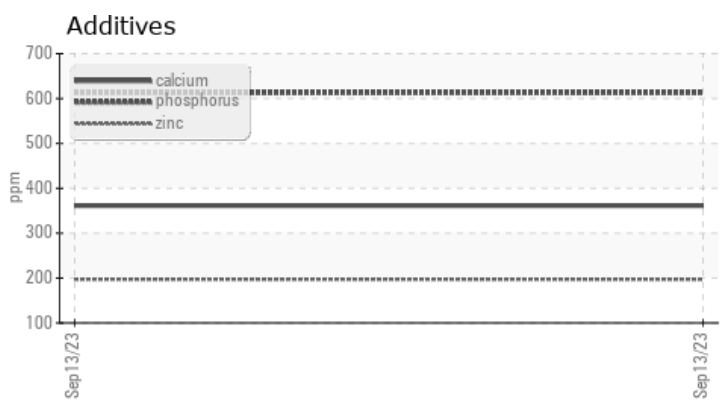 Additives
700
600
500
400
300
200
100
ppm
calcium
phosphorus
zinc
Sep13/23
Sep13/23